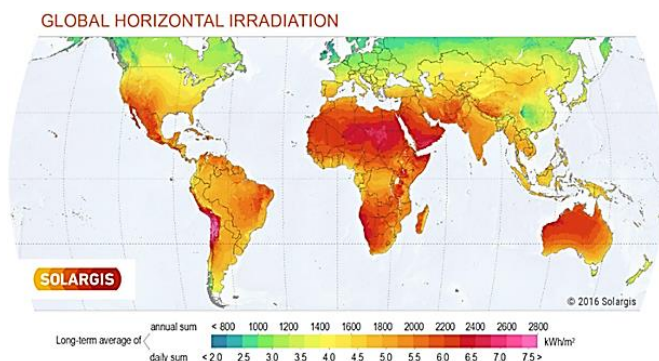 GLOBAL HORIZONTAL IRRADIATION
SOLARGIS
© 2016 Solargis
Long-term average of
annual sum
< 800 1000 1200 1400 1600 1800 2000 2200 2400 2600 2800 kWh/m²
daily sum
< 2.0 2.5 3.0 3.5 4.0 4.5 5.0 5.5 6.0 6.5 7.0 7.5 >